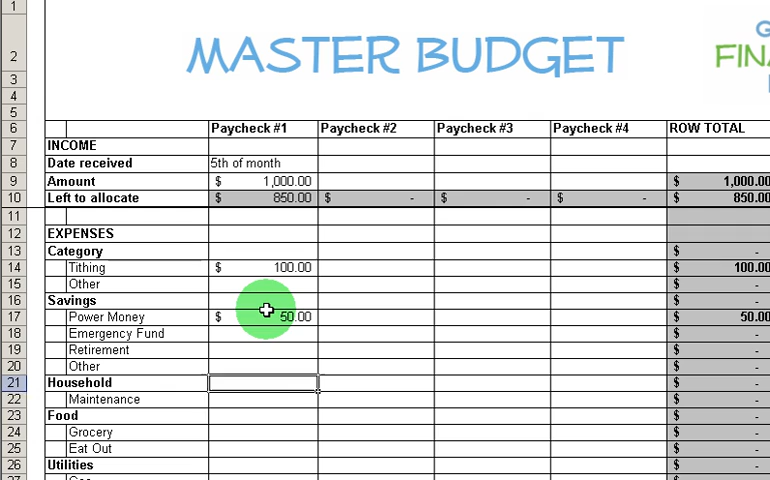 1
2 MASTER BUDGET G
3 FINA
4
5
6 Paycheck #1 Paycheck #2 Paycheck #3 Paycheck #4 ROW TOTAL
7 INCOME
8 Date received 5th of month
9 Amount $ 1,000.00 $ 1,000.00
10 Left to allocate $ 850.00 $ - $ - $ - $ 850.00
11
12 EXPENSES
13 Category $ -
14 Tithing $ 100.00 $ 100.00
15 Other $ -
16 Savings $ -
17 Power Money $ 50.00 $ 50.00
18 Emergency Fund $ -
19 Retirement $ -
20 Other $ -
21 Household $ -
22 Maintenance $ -
23 Food $ -
24 Grocery $ -
25 Eat Out $ -
26 Utilities $ -